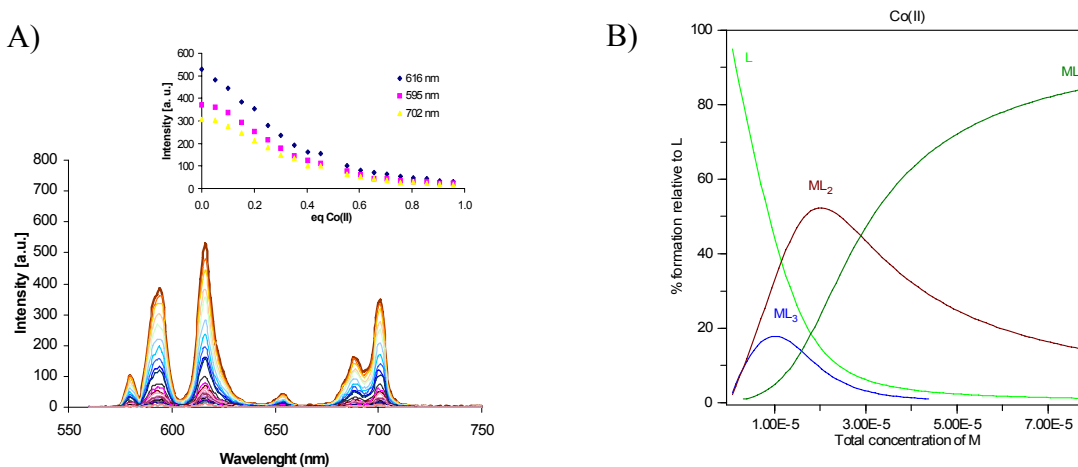 A)
600
500
400
300
200
100
0
Intensity [a. u.]
616 nm
595 nm
702 nm
0.0 0.2 0.4 0.6 0.8 1.0
eq Co(II)
800
700
600
500
400
300
200
100
0
Intensity [a.u.]
550 600 650 700 750
Wavelenght (nm)
B)
Co(II)
100
80
60
40
20
0
% formation relative to L
L
ML2
ML3
ML
1.00E-5 3.00E-5 5.00E-5 7.00E-5
Total concentration of M